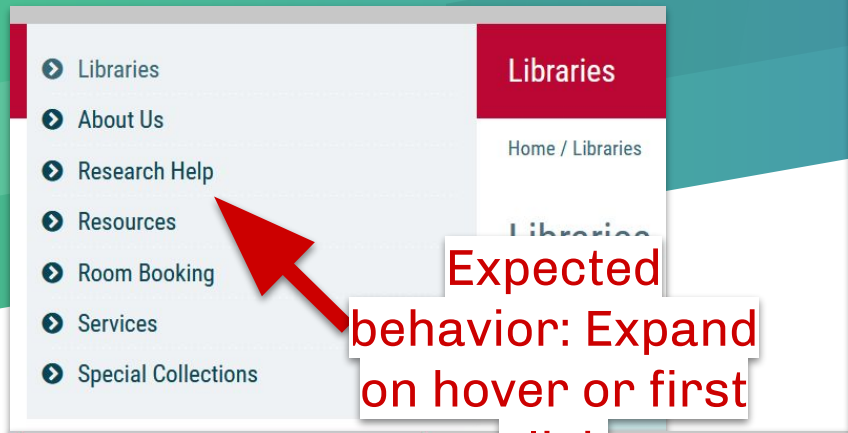 Libraries
About Us
Research Help
Resources
Room Booking
Services
Special Collections
Libraries
Home / Libraries
Libraries
Expected
behavior: Expand
on hover or first